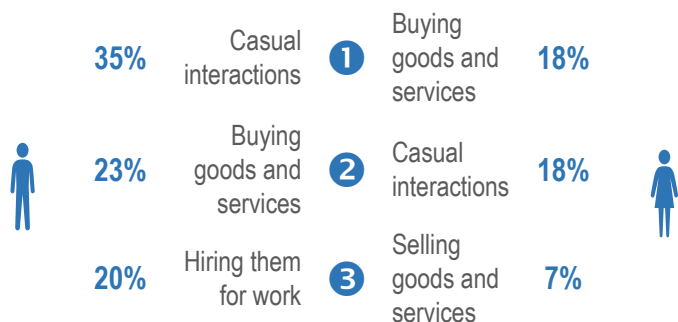 35%
Casual
interactions
1
Buying
goods and
services
18%
23%
Buying
goods and
services
2
Casual
interactions
18%
20%
Hiring them
for work
3
Selling
goods and
services
7%